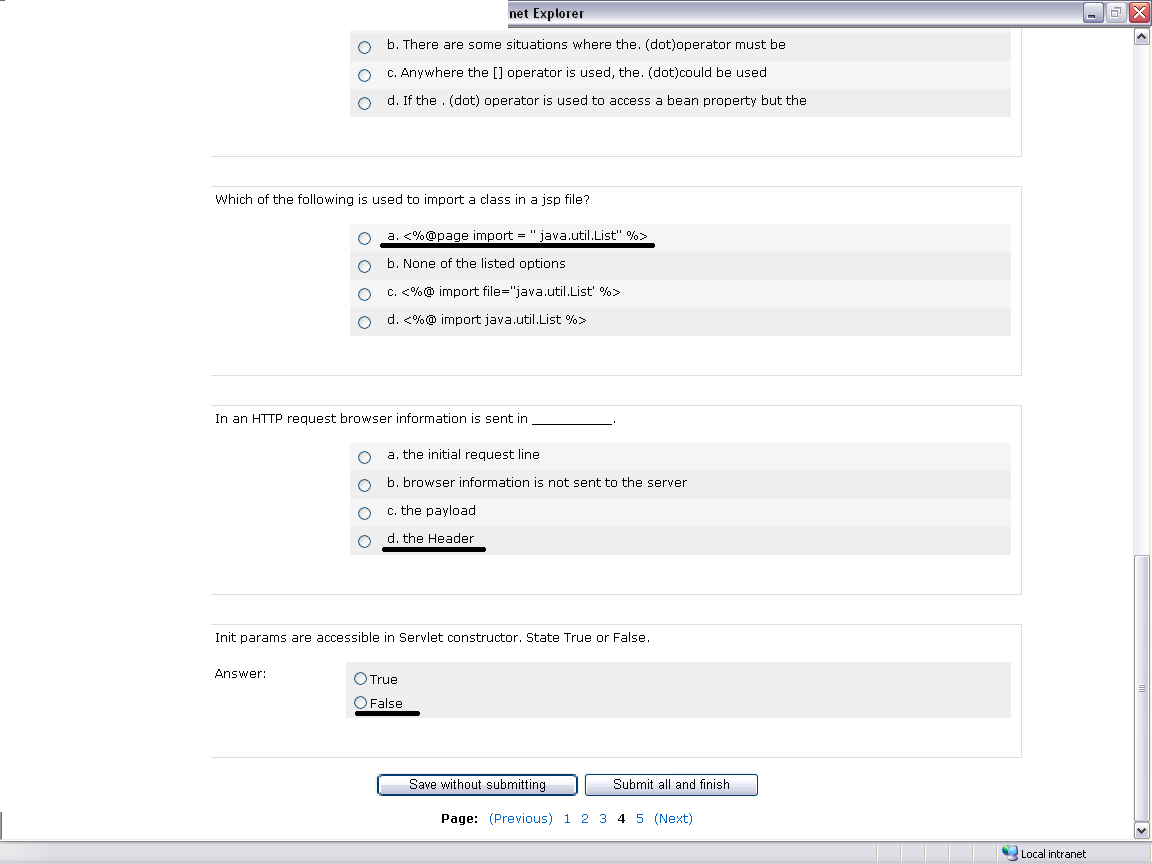 net Explorer
b. There are some situations where the. (dot)operator must be
c. Anywhere the [] operator is used, the. (dot)could be used
d. If the . (dot) operator is used to access a bean property but the
Which of the following is used to import a class in a jsp file?
a. <%@page import = " java.util.List" %>
b. None of the listed options
c. <%@ import file="java.util.List' %>
d. <%@ import java.util.List %>
In an HTTP request browser information is sent in ____________.
a. the initial request line
b. browser information is not sent to the server
c. the payload
d. the Header
Init params are accessible in Servlet constructor. State True or False.
Answer:
True
False
Save without submitting Submit all and finish
Page: (Previous) 1 2 3 4 5 (Next)
Local intranet